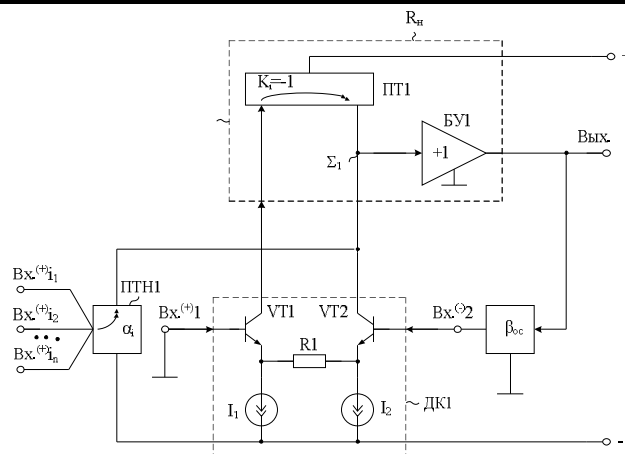 Rн
Ki=-1
ПТ1
БУ1
+1
Вых.
Σ1
Вх.(+)i1
ПТН1
Вх.(+)i2
αi
Вх.(+)in
Вх.(+)1
VT1
VT2
Вх.(-)2
βос
R1
I1
I2
ДК1
-